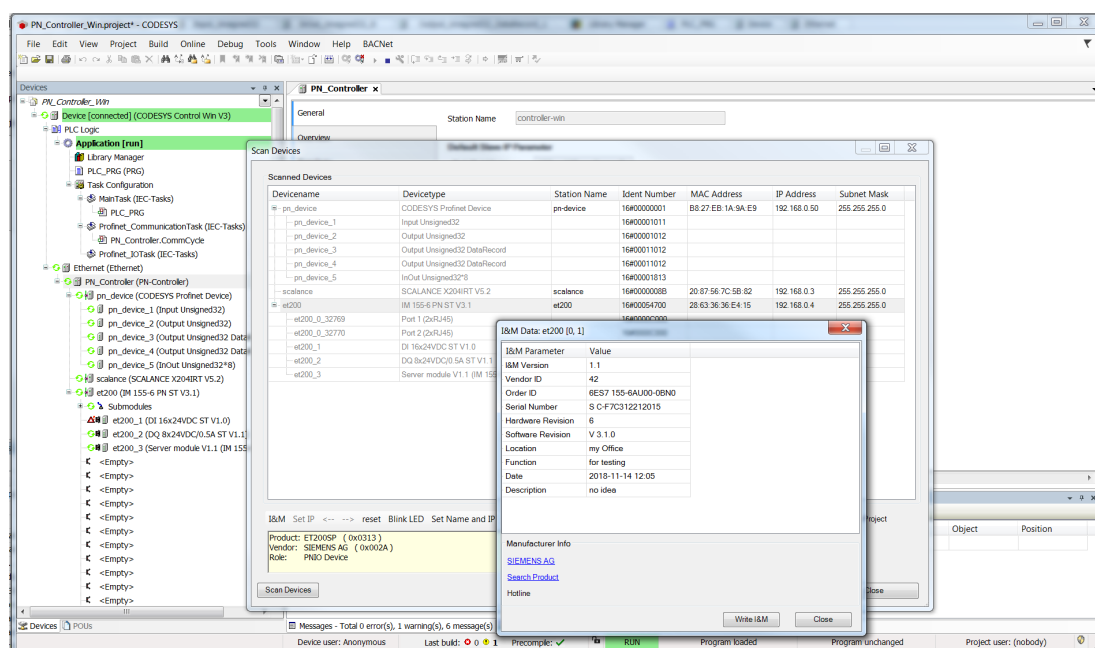 PN_Controller_Win.project* - CODESYS
File Edit View Project Build Online Debug Tools Window Help BACNet
Devices
PN_Controller_Win
Device [connected] (CODESYS Control Win V3)
PLC Logic
Application [run]
Library Manager
PLC_PRG (PRG)
Task Configuration
MainTask (IEC-Tasks)
PLC_PRG
Profinet_CommunicationTask (IEC-Tasks)
PN_Controller.CommCycle
Profinet_IOTask (IEC-Tasks)
Ethernet (Ethernet)
PN_Controller (PN-Controller)
pn_device (CODESYS Profinet Device)
pn_device_1 (Input Unsigned32)
pn_device_2 (Output Unsigned32)
pn_device_3 (Output Unsigned32 Data
pn_device_4 (Output Unsigned32 Data
pn_device_5 (InOut Unsigned32*8)
scalance (SCALANCE X204IRT V5.2)
et200 (IM 155-6 PN ST V3.1)
Submodules
et200_1 (DI 16x24VDC ST V1.0)
et200_2 (DQ 8x24VDC/0.5A ST V1.1)
et200_3 (Server module V1.1 (IM 155
<Empty>
<Empty>
<Empty>
<Empty>
<Empty>
<Empty>
<Empty>
<Empty>
<Empty>
<Empty>
<Empty>
Devices POUs
PN_Controller x
General
Overview
Station Name controller-win
Default Slave IP Parameter
Scan Devices
Scanned Devices
Devicename Devicetype Station Name Ident Number MAC Address IP Address Subnet Mask
pn_device CODESYS Profinet Device pn-device 16#00000001 B8:27:EB:1A:9A:E9 192.168.0.50 255.255.255.0
pn_device_1 Input Unsigned32 16#00001011
pn_device_2 Output Unsigned32 16#00001012
pn_device_3 Output Unsigned32 DataRecord 16#00011012
pn_device_4 Output Unsigned32 DataRecord 16#00011012
pn_device_5 InOut Unsigned32*8 16#00001813
scalance SCALANCE X204IRT V5.2 scalance 16#0000008B 20:87:56:7C:5B:82 192.168.0.3 255.255.255.0
et200 IM 155-6 PN ST V3.1 et200 16#00054700 28:63:36:36:E4:15 192.168.0.4 255.255.255.0
et200_0_32769 Port 1 (2xRJ45) 16#0000C000
et200_0_32770 Port 2 (2xRJ45)
et200_1 DI 16x24VDC ST V1.0
et200_2 DQ 8x24VDC/0.5A ST V1.1
et200_3 Server module V1.1 (IM 155
I&M Set IP <-- --> reset Blink LED Set Name and IP
Project
Product: ET200SP ( 0x0313 )
Vendor: SIEMENS AG ( 0x002A )
Role: PNIO Device
Scan Devices
Close
I&M Data: et200 [0, 1]
I&M Parameter Value
I&M Version 1.1
Vendor ID 42
Order ID 6ES7 155-6AU00-0BN0
Serial Number S C-F7C312212015
Hardware Revision 6
Software Revision V 3.1.0
Location my Office
Function for testing
Date 2018-11-14 12:05
Description no idea
Manufacturer Info
SIEMENS AG
Search Product
Hotline
Write I&M Close
Object Position
Messages - Total 0 error(s), 1 warning(s), 6 message(s)
Device user: Anonymous Last build: 0 1 Precompile: RUN Program loaded Program unchanged Project user: (nobody)